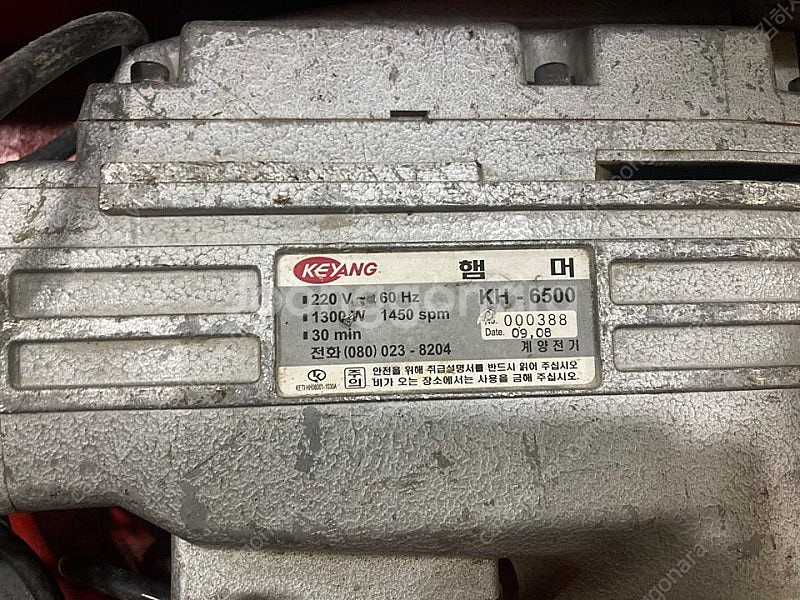 KEYANG 햄 머
220 V ~ 60 Hz KH - 6500
1300W 1450 spm No. 000388
30 min Date. 09.08
전화 (080) 023 - 8204 계양전기
주의 안전을 위해 취급설명서를 반드시 읽어 주십시오
비가 오는 장소에서는 사용을 금해 주십시오.
joonggonara